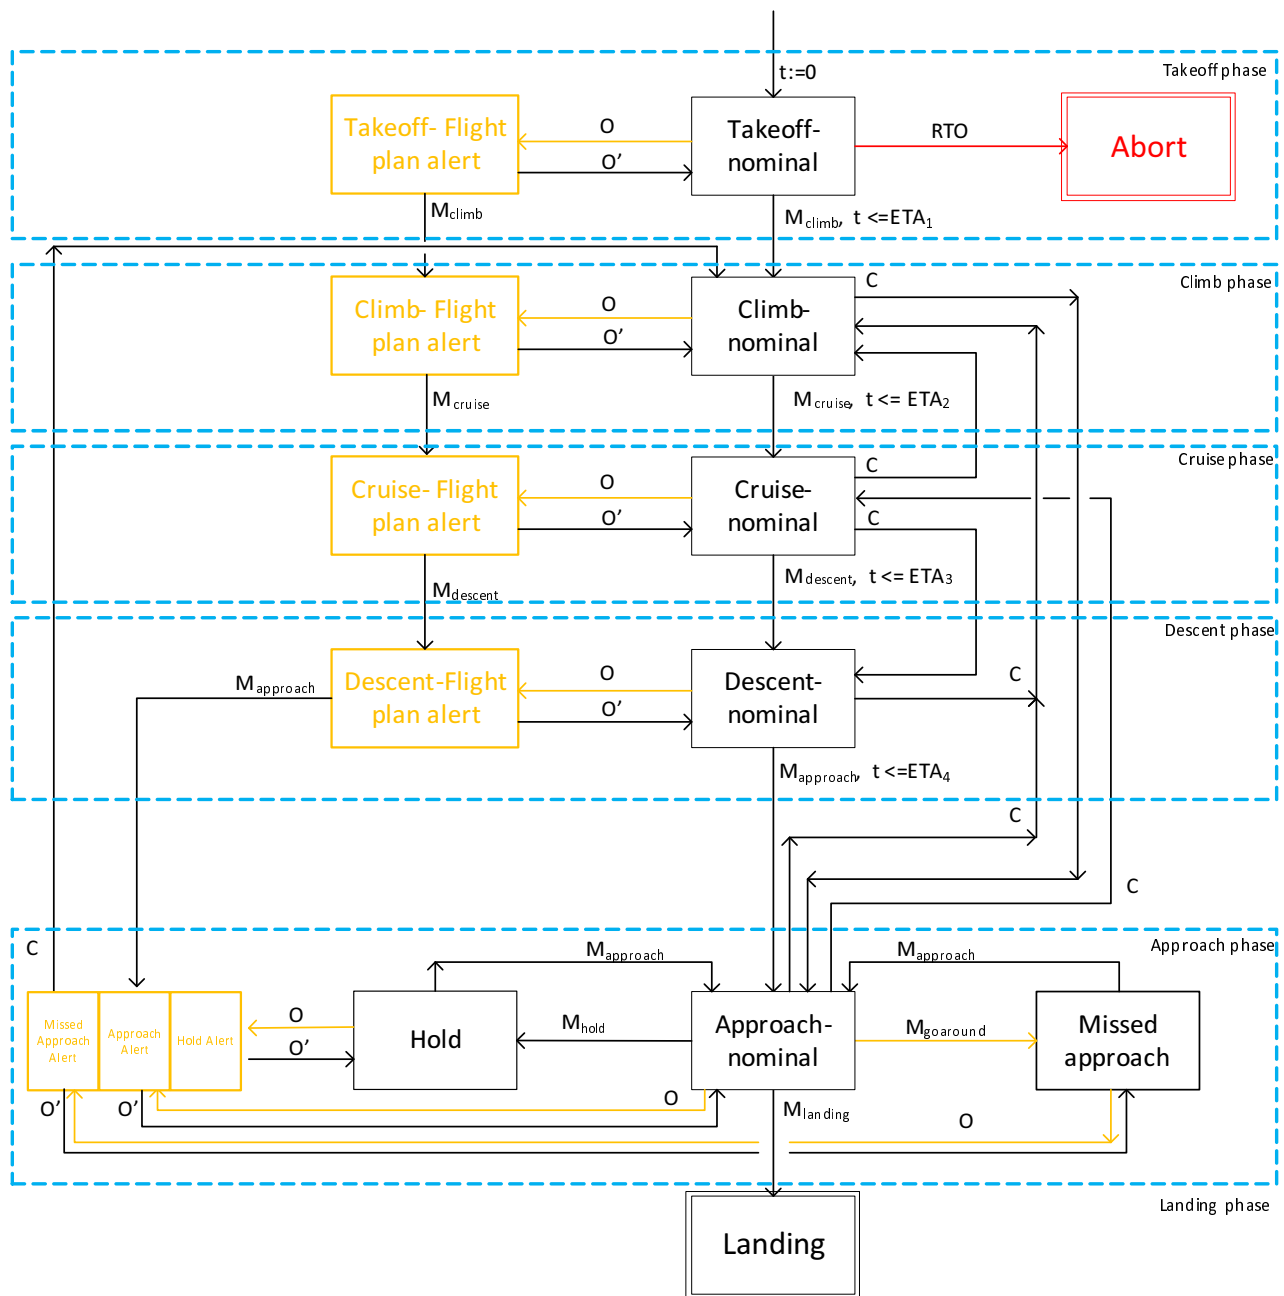 t:=0
Takeoff phase
Takeoff- Flight
plan alert
O
O'
Takeoff-
nominal
RTO
Abort
Mclimb
Mclimb, t <=ETA1
Climb phase
Climb- Flight
plan alert
O
O'
Climb-
nominal
C
Mcruise
Mcruise, t <= ETA2
Cruise phase
Cruise- Flight
plan alert
O
O'
Cruise-
nominal
C
C
Mdescent
Mdescent, t <= ETA3
Descent phase
Mapproach
Descent-Flight
plan alert
O
O'
Descent-
nominal
C
Mapproach, t <=ETA4
C
C
C
Approach phase
Mapproach
Mapproach
Missed
Approach
Alert
Approach
Alert
Hold Alert
O
O'
Hold
Mhold
Approach-
nominal
Mgoaround
Missed
approach
O'
O'
O
Mlanding
O
Landing phase
Landing